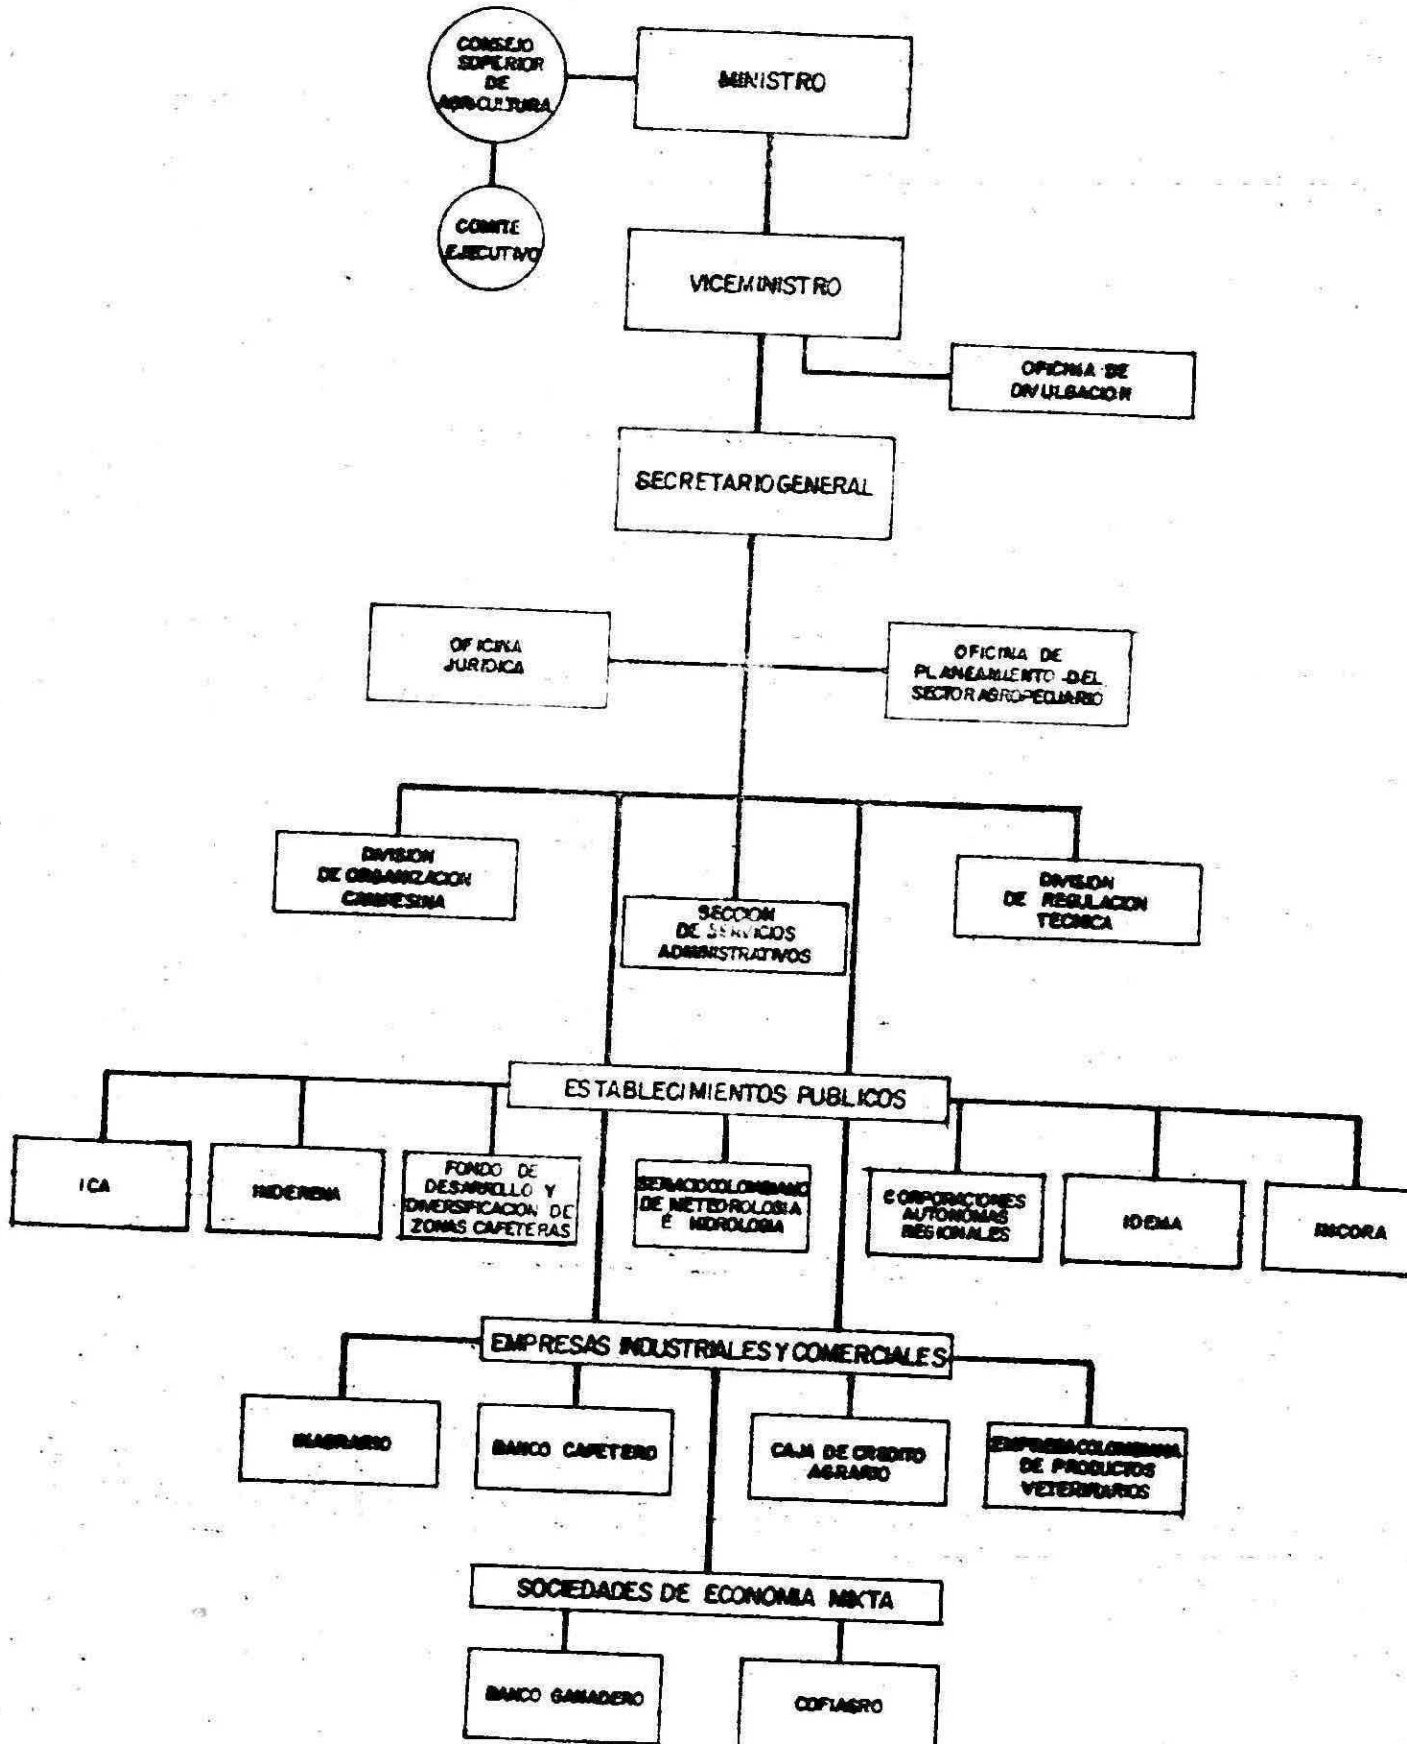 CONSEJO
SUPERIOR
DE
AGRICULTURA
MINISTRO
COMITE
EJECUTIVO
VICEMINISTRO
OFICINA DE
DIVULGACION
SECRETARIO GENERAL
OFICINA
JURIDICA
OFICINA DE
PLANEAMIENTO DEL
SECTOR AGROPECUARIO
DIVISION
DE ORGANIZACION
CAMPESINA
SECCION
DE SERVICIOS
ADMINISTRATIVOS
DIVISION
DE REGULACION
TECNICA
ESTABLECIMIENTOS PUBLICOS
ICA
INDERENA
FONDO DE
DESARROLLO Y
DIVERSIFICACION DE
ZONAS CAFETERAS
SERVICIO COLOMBIANO
DE METEOROLOGIA
E HIDROLOGIA
CORPORACIONES
AUTONOMAS
REGIONALES
IDEMA
INCORA
EMPRESAS INDUSTRIALES Y COMERCIALES
INAGRARIO
BANCO CAFETERO
CAJA DE CREDITO
AGRARIO
EMPRESA COLOMBIANA
DE PRODUCTOS
VETERINARIOS
SOCIEDADES DE ECONOMIA MIXTA
BANCO GANADERO
COFIAGRO